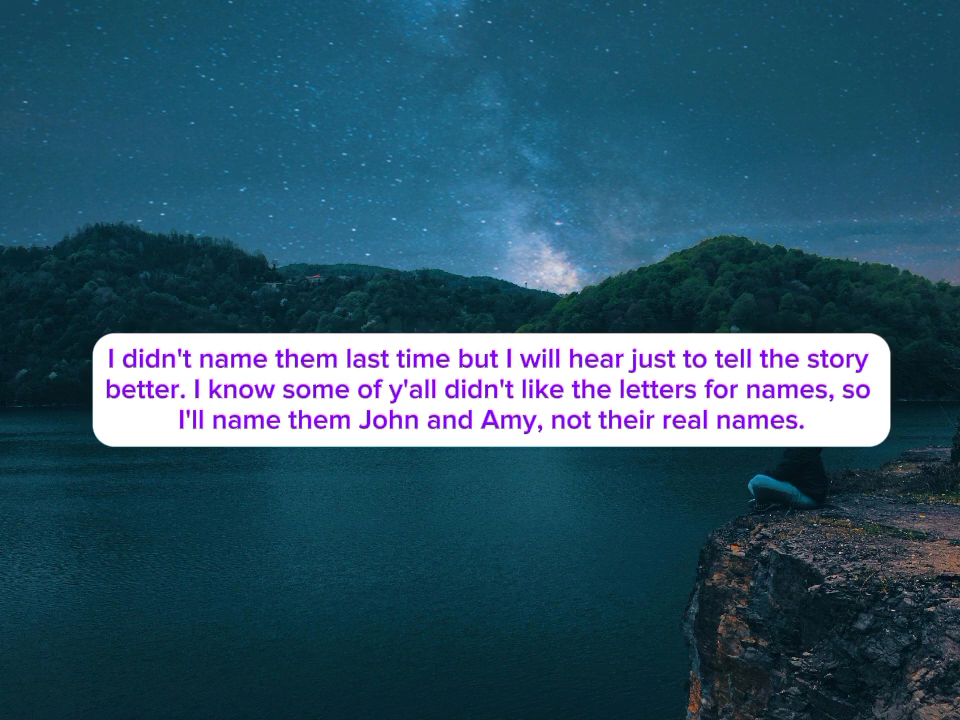 I didn't name them last time but I will hear just to tell the story
better. I know some of y'all didn't like the letters for names, so
I'll name them John and Amy, not their real names.